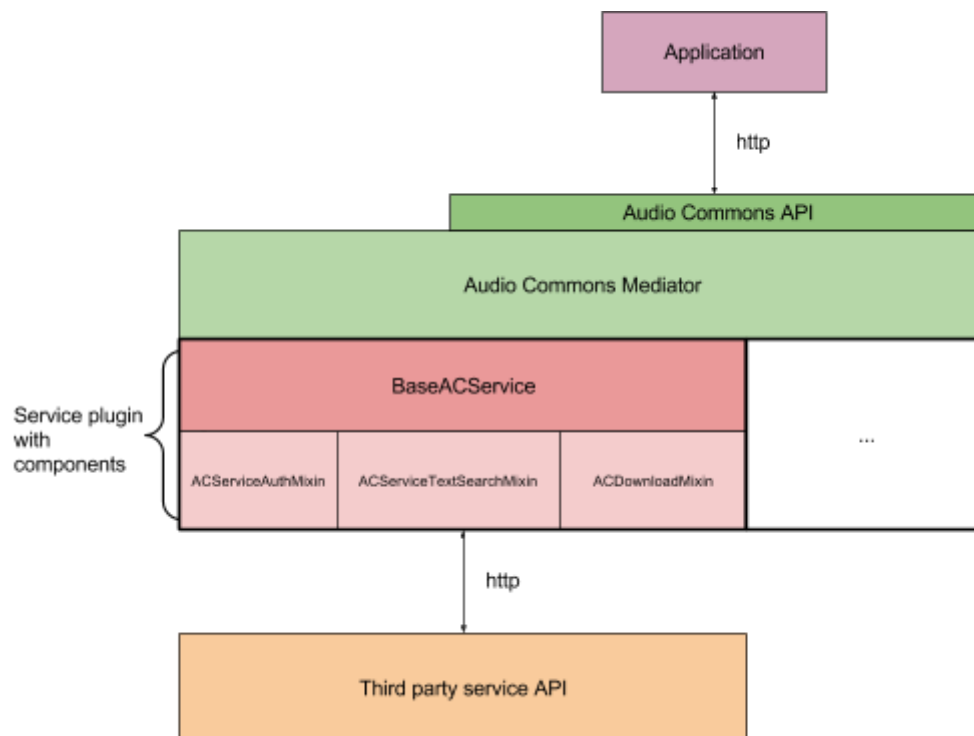 Application
http
Audio Commons API
Audio Commons Mediator
BaseACService
Service plugin
with
components
...
ACServiceAuthMixin
ACServiceTextSearchMixin
ACDownloadMixin
http
Third party service API